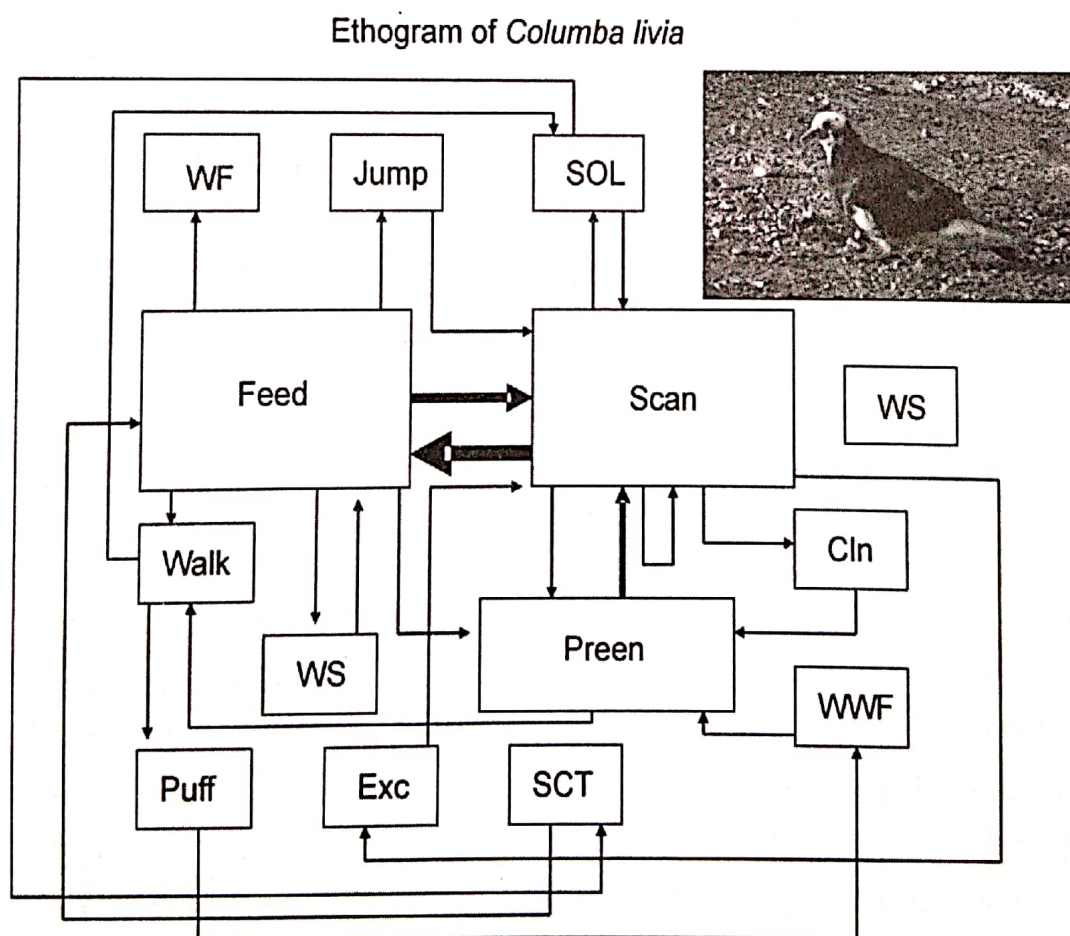 Ethogram of Columba livia
WF
Jump
SOL
Feed
Scan
WS
Walk
Cln
WS
Preen
WWF
Puff
Exc
SCT